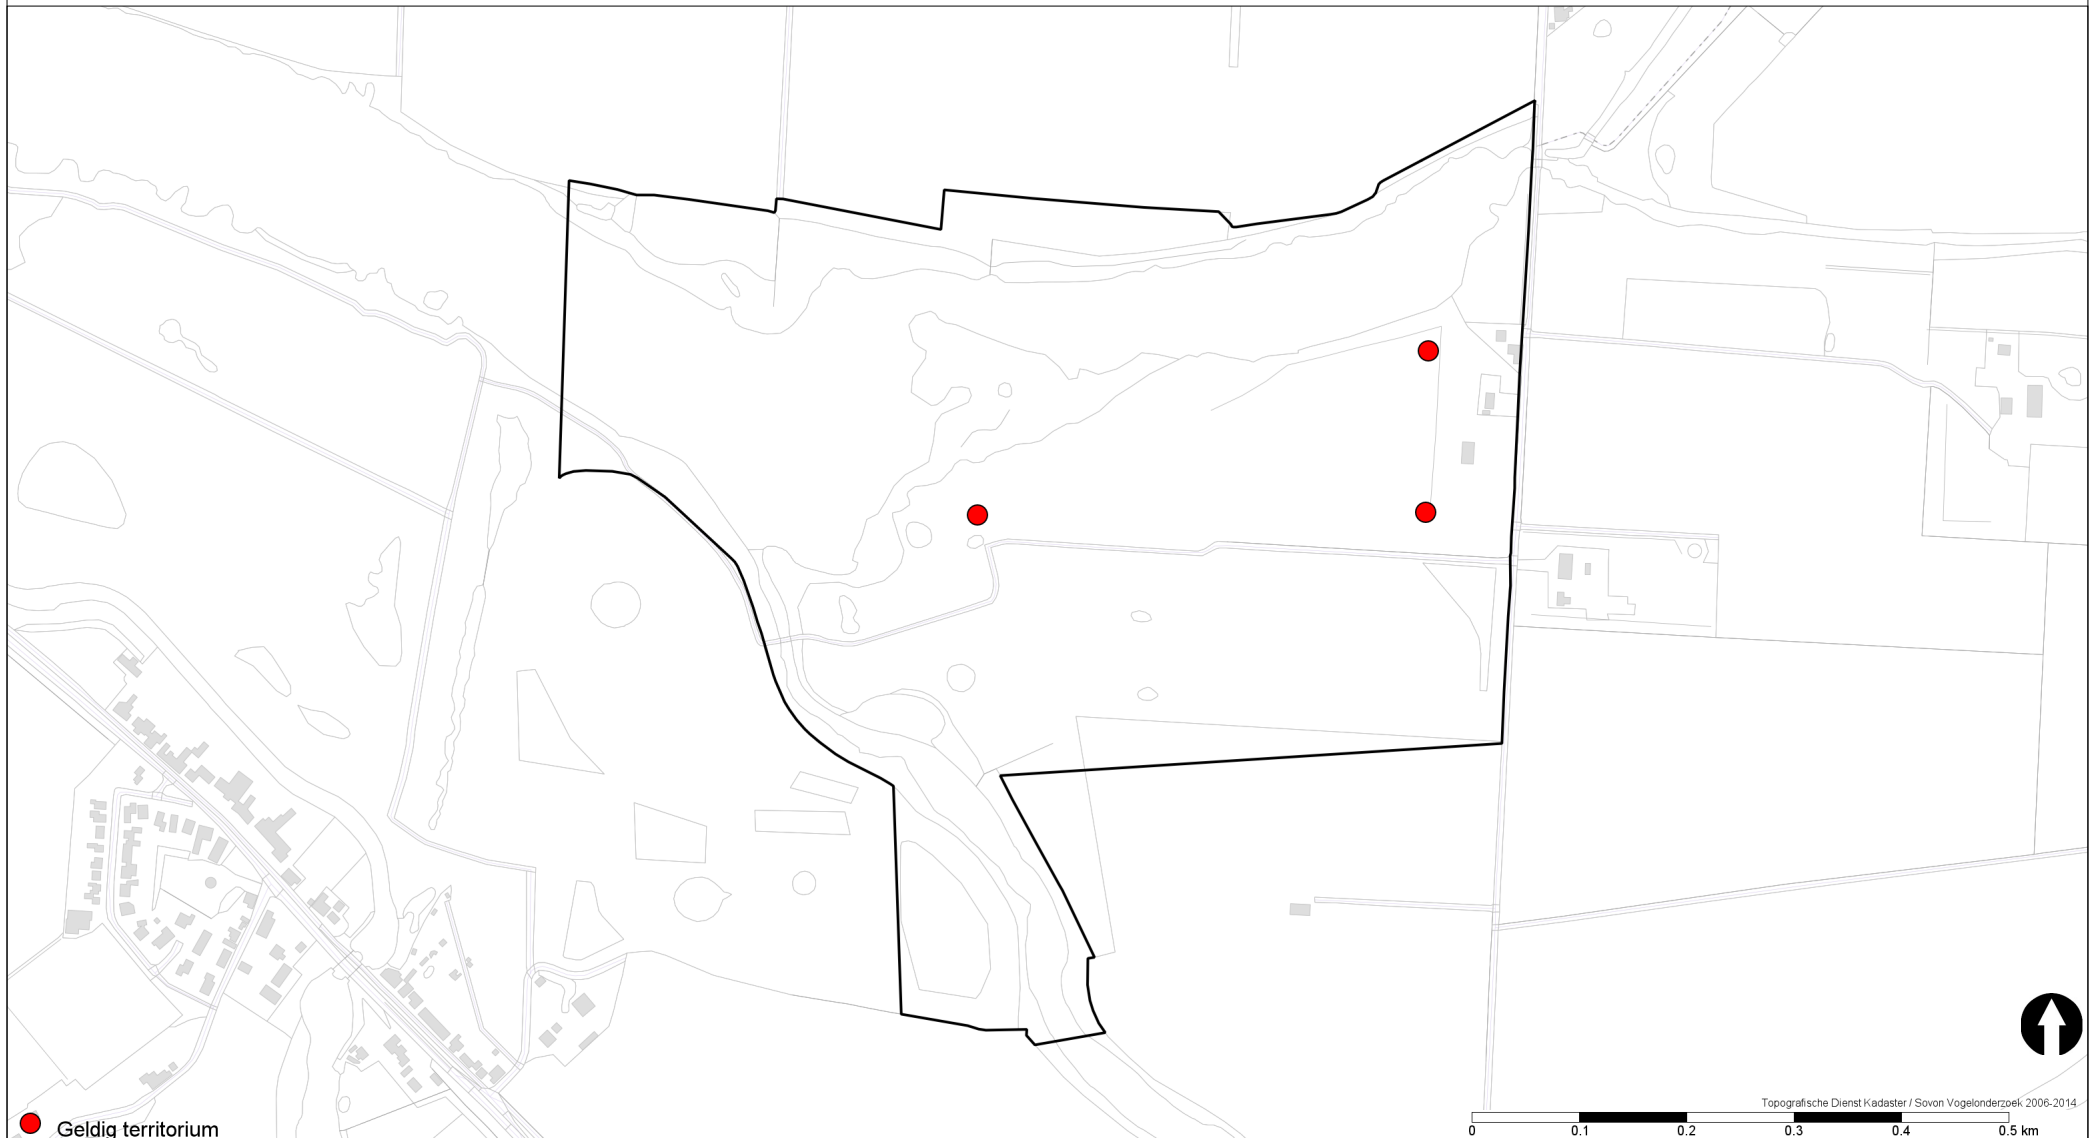 Topografische Dienst Kadaster / Sovon Vogelonderzoek 2006-2014
0 0.1 0.2 0.3 0.4 0.5 km
Geldig territorium